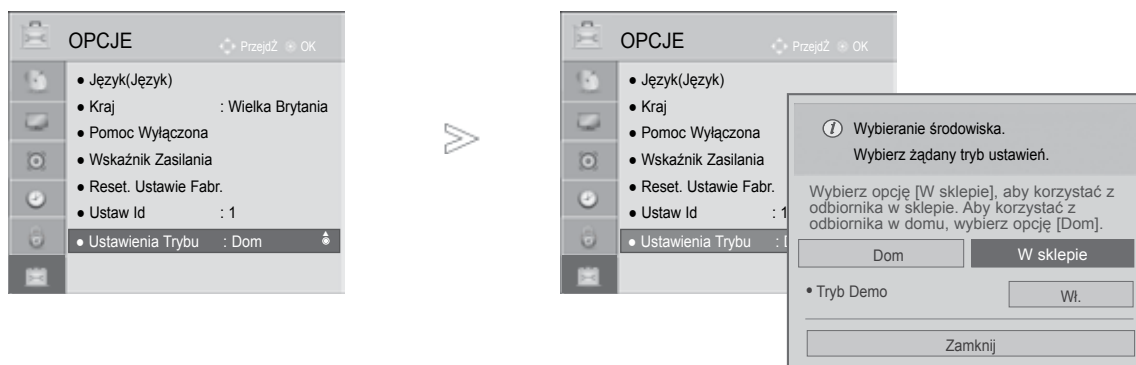 OPCJE PrzejdŹ OK
● Język(Język)
● Kraj : Wielka Brytania
● Pomoc Wyłączona
● Wskaźnik Zasilania
● Reset. Ustawie Fabr.
● Ustaw Id : 1
● Ustawienia Trybu : Dom
>
OPCJE PrzejdŹ OK
● Język(Język)
● Kraj
● Pomoc Wyłączona
● Wskaźnik Zasilania
● Reset. Ustawie Fabr.
● Ustaw Id : 1
● Ustawienia Trybu :
i Wybieranie środowiska.
Wybierz żądany tryb ustawień.
Wybierz opcję [W sklepie], aby korzystać z
odbiornika w sklepie. Aby korzystać z
odbiornika w domu, wybierz opcję [Dom].
Dom W sklepie
• Tryb Demo Wł.
Zamknij